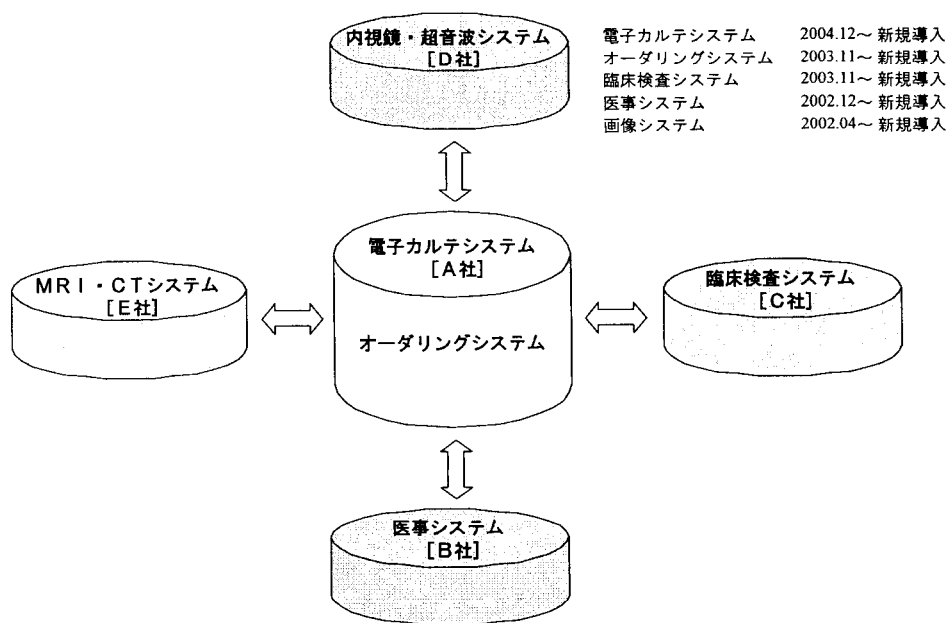 内視鏡・超音波システム
[D社]
電子カルテシステム 2004.12～ 新規導入
オーダリングシステム 2003.11～ 新規導入
臨床検査システム 2003.11～ 新規導入
医事システム 2002.12～ 新規導入
画像システム 2002.04～ 新規導入
電子カルテシステム
[A社]
オーダリングシステム
MRI・CTシステム
[E社]
臨床検査システム
[C社]
医事システム
[B社]